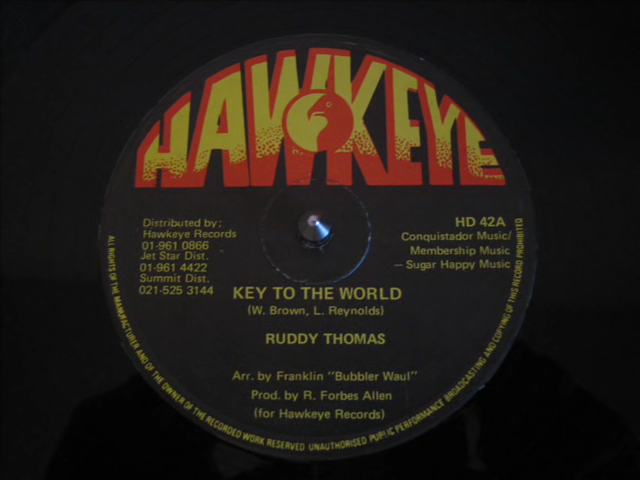 HAWKEYE
Distributed by:
Hawkeye Records
01-961 0866
Jet Star Dist.
01-961 4422
Summit Dist.
021-525 3144
HD 42A
Conquistador Music/
Membership Music
— Sugar Happy Music
KEY TO THE WORLD
(W. Brown, L. Reynolds)
RUDDY THOMAS
Arr. by Franklin "Bubbler Waul"
Prod. by R. Forbes Allen
(for Hawkeye Records)
ALL RIGHTS OF THE MANUFACTURER AND OF THE OWNER OF THE RECORDED WORK RESERVED UNAUTHORISED PUBLIC PERFORMANCE BROADCASTING AND COPYING OF THIS RECORD PROHIBITED